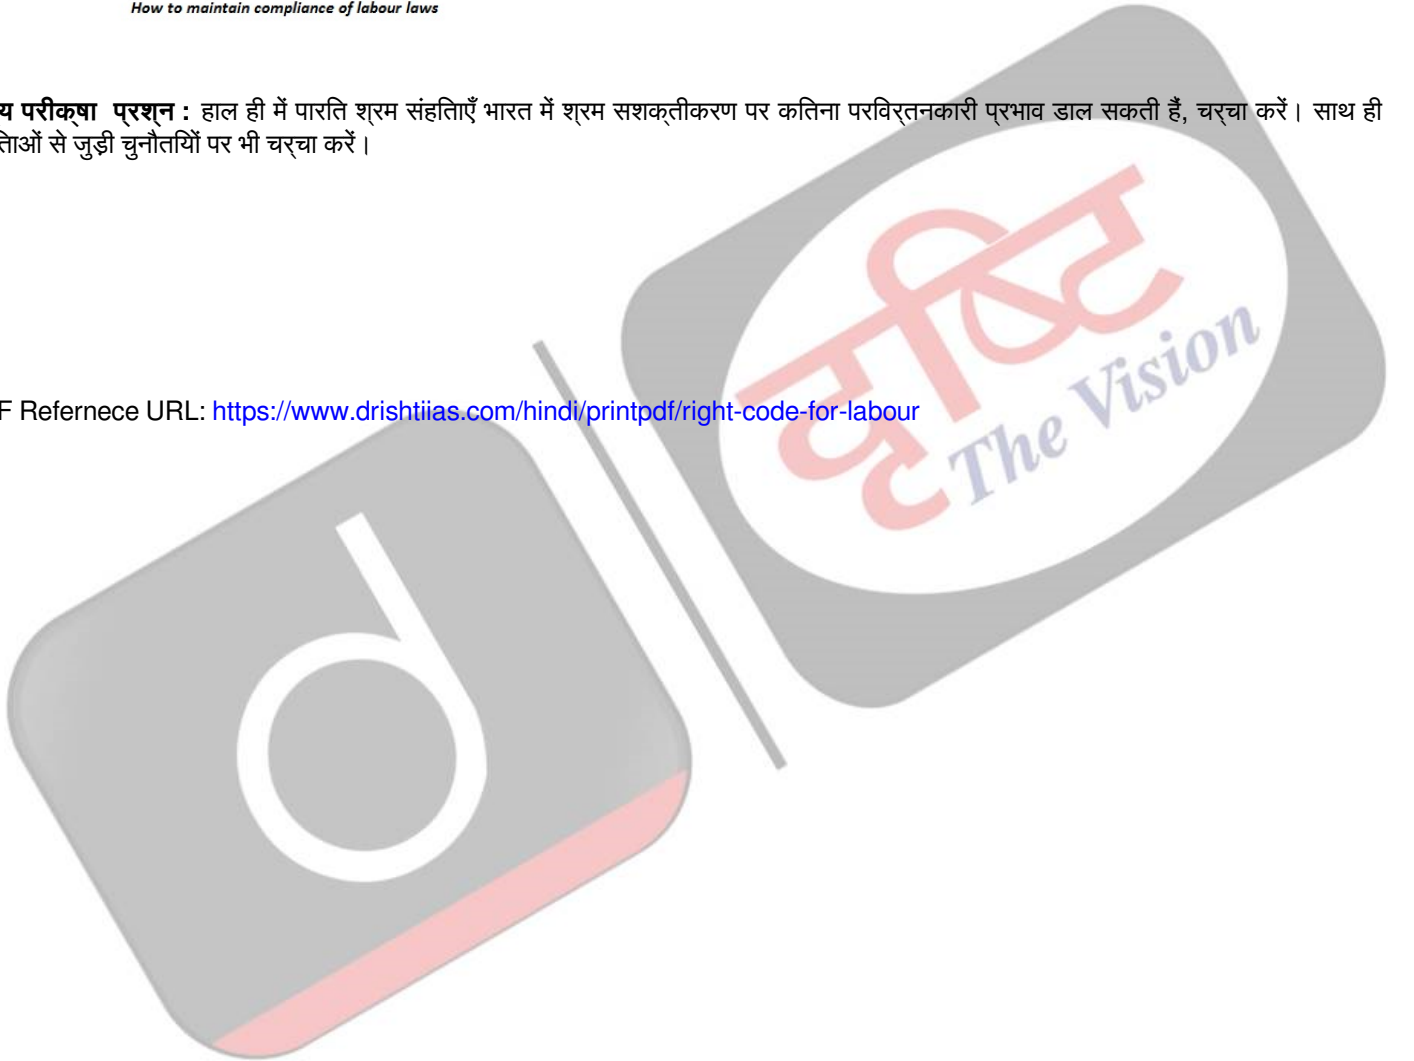 How to maintain compliance of labour laws
य परीक्षा प्रश्न : हाल ही में पारित श्रम संहिताएँ भारत में श्रम सशक्तीकरण पर कितना परिवर्तनकारी प्रभाव डाल सकती हैं, चर्चा करें। साथ ही
ताओं से जुड़ी चुनौतियों पर भी चर्चा करें।
F Refernece URL: https://www.drishtiias.com/hindi/printpdf/right-code-for-labour
दृष्टि
The Vision
d